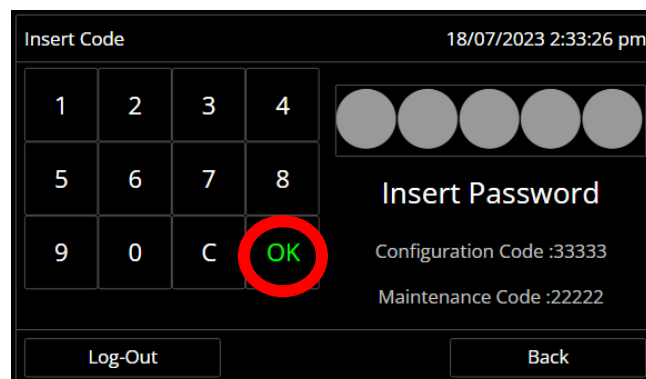 Insert Code 18/07/2023 2:33:26 pm
1 2 3 4
5 6 7 8
Insert Password
9 0 C OK
Configuration Code :33333
Maintenance Code :22222
Log-Out Back